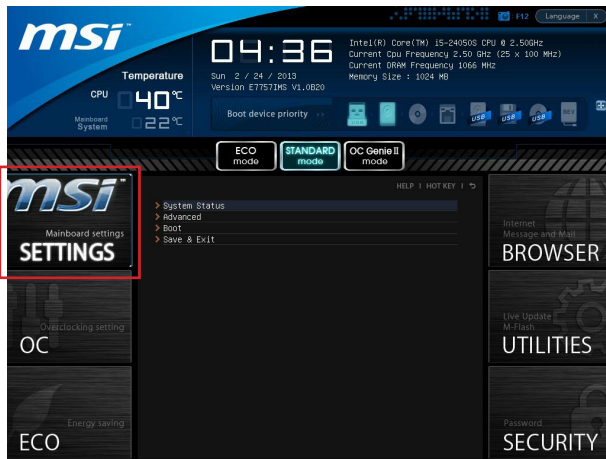 msi
F12 Language X
04:36
Sun 2 / 24 / 2013
Version E7757IMS V1.0B20
Intel(R) Core(TM) i5-2405OS CPU @ 2.50GHz
Current Cpu Frequency 2.50 GHz (25 x 100 MHz)
Current DRAM Frequency 1066 MHz
Memory Size : 1024 MB
Temperature
CPU 40°C
Mainboard
System 22°C
Boot device priority
USB USB USB
ECO
mode
STANDARD
mode
OC Genie II
mode
HELP | HOT KEY |
msi
Mainboard settings
SETTINGS
Overclocking setting
OC
Energy saving
ECO
> System Status
> Advanced
> Boot
> Save & Exit
Internet
Message and Mail
BROWSER
Live Update
M-Flash
UTILITIES
Password
SECURITY